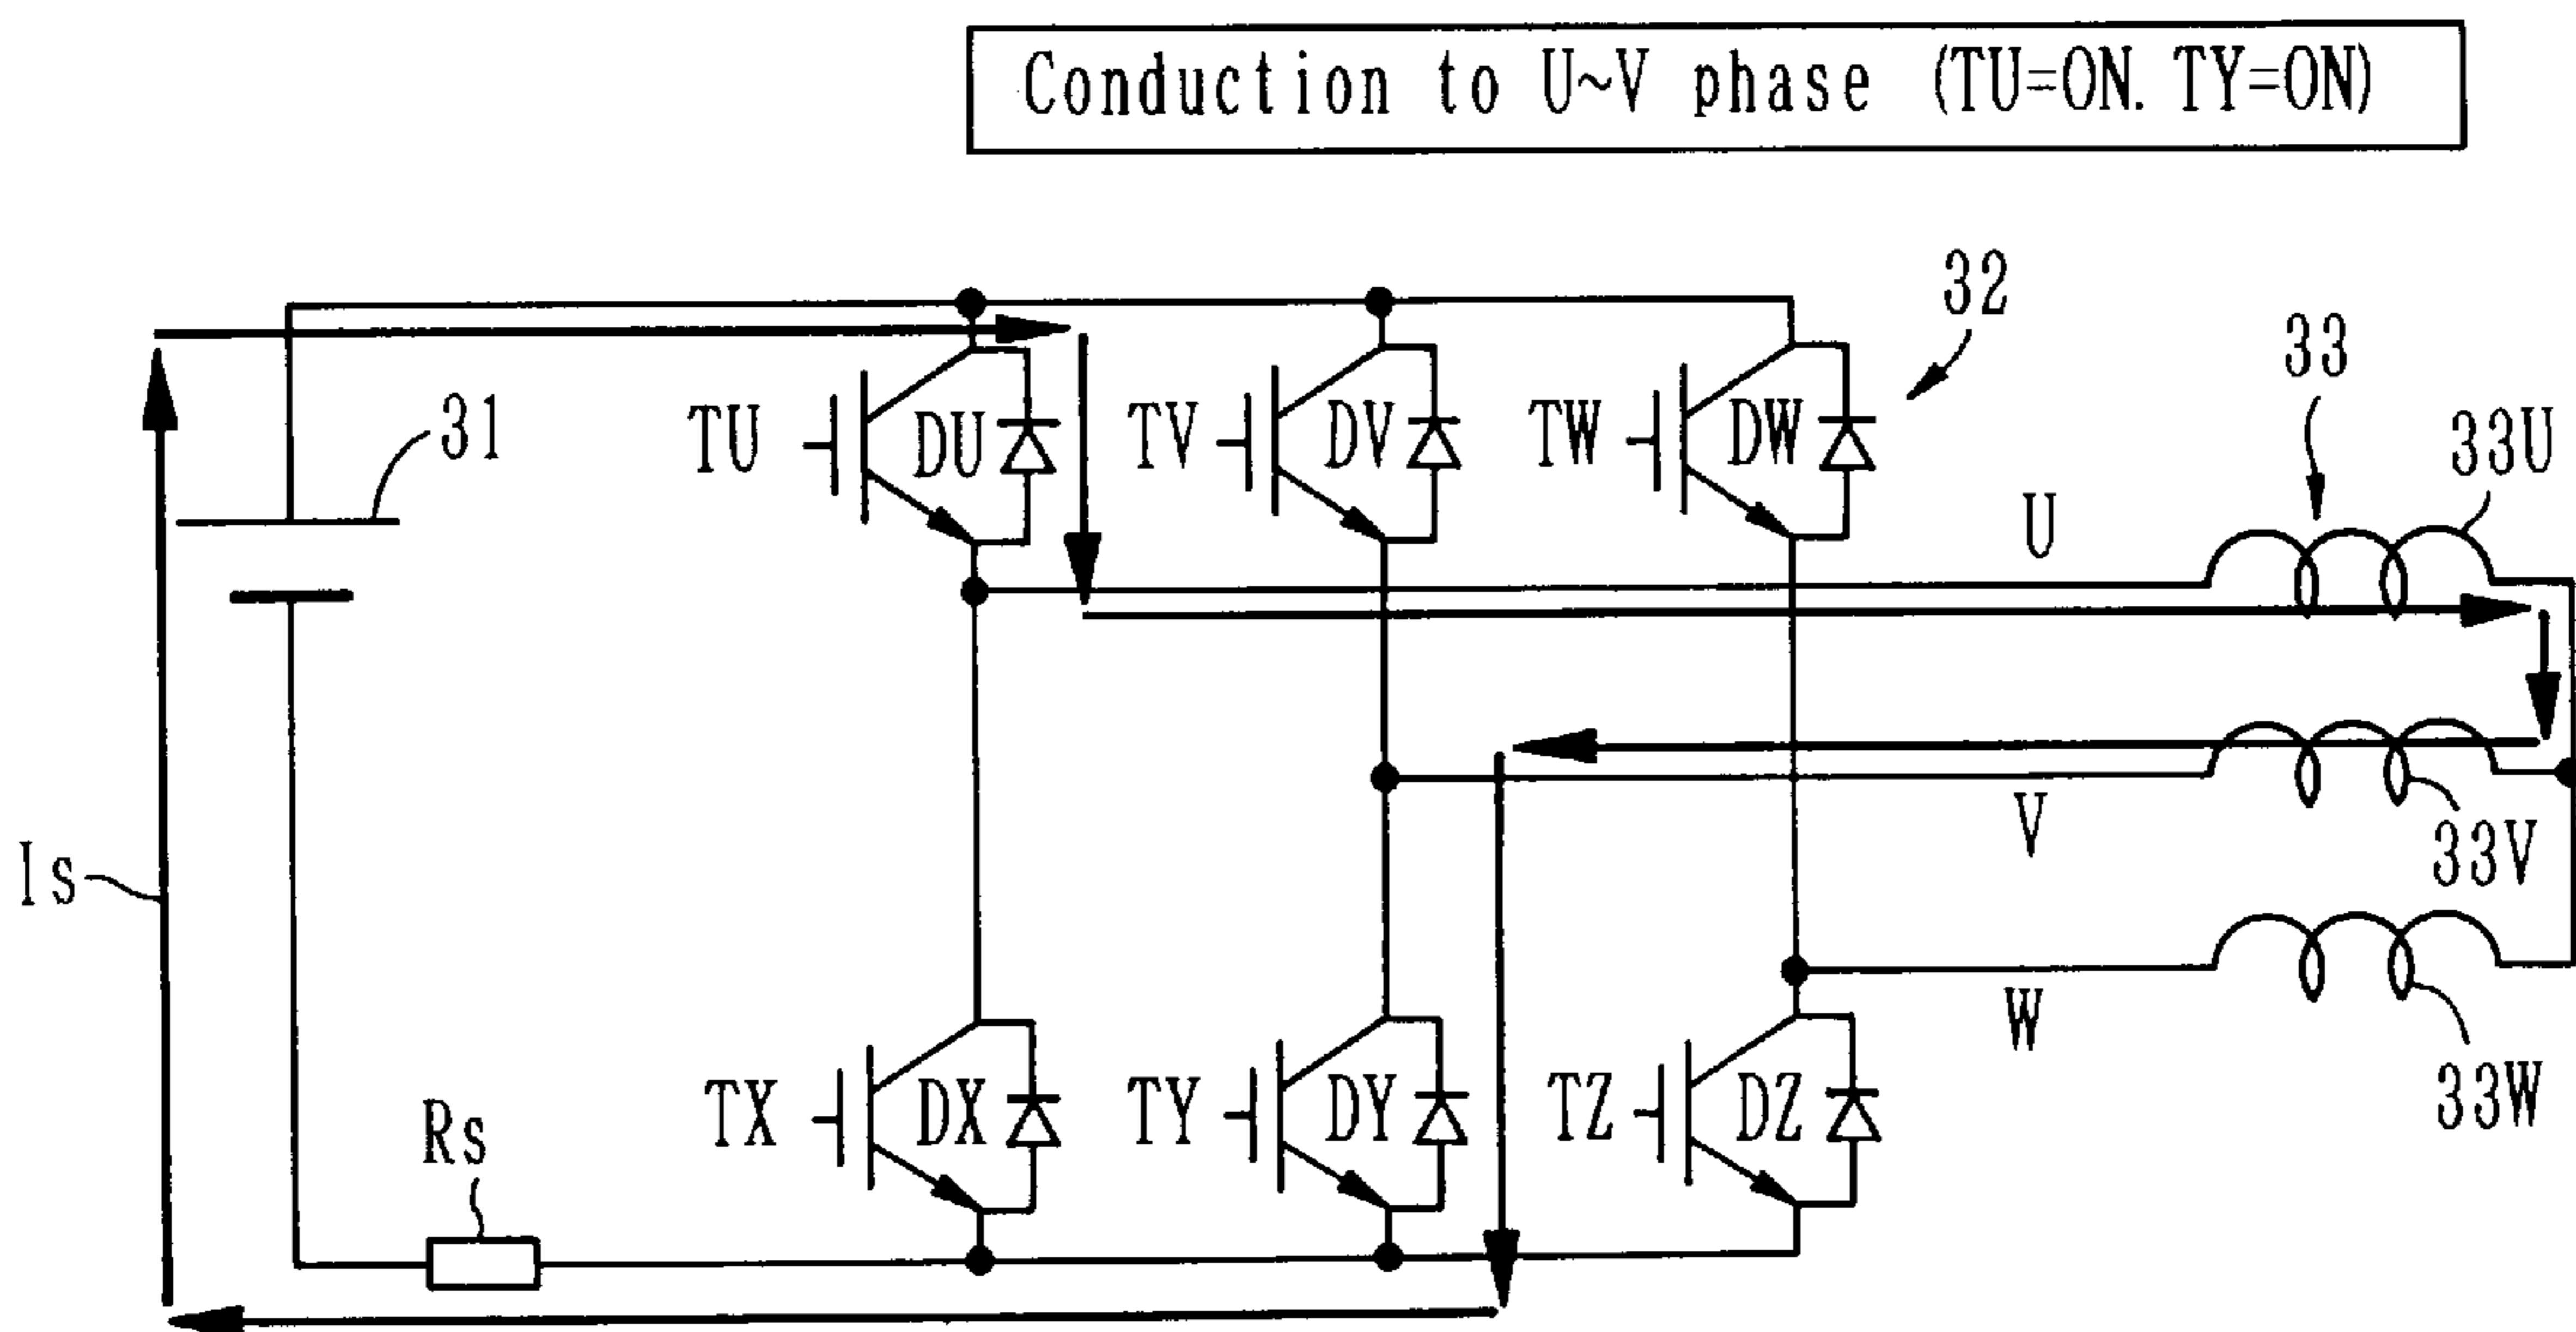 Conduction to U~V phase (TU=ON. TY=ON)
32
33
31
33U
TU
DU
TV
DV
TW
DW
U
V
33V
Is
W
33W
Rs
TX
DX
TY
DY
TZ
DZ